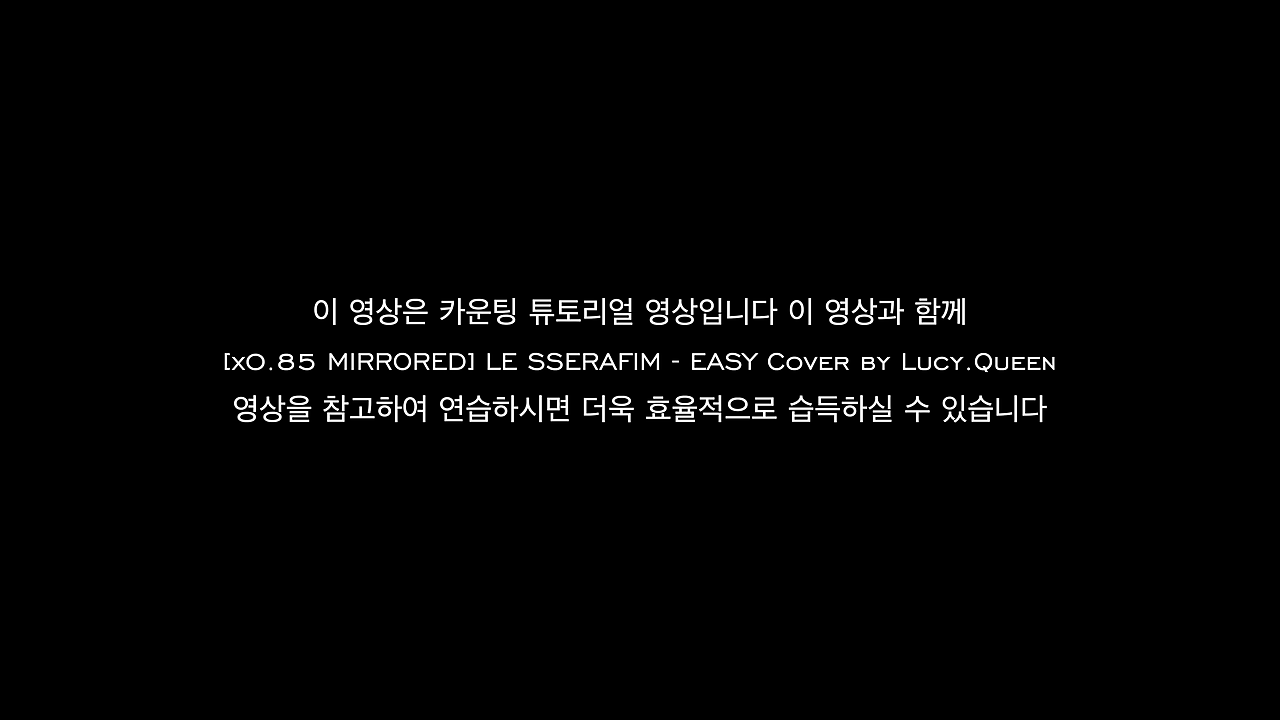 이 영상은 카운팅 튜토리얼 영상입니다 이 영상과 함께
[x0.85 MIRRORED] LE SSERAFIM - EASY Cover by Lucy.Queen
영상을 참고하여 연습하시면 더욱 효율적으로 습득하실 수 있습니다